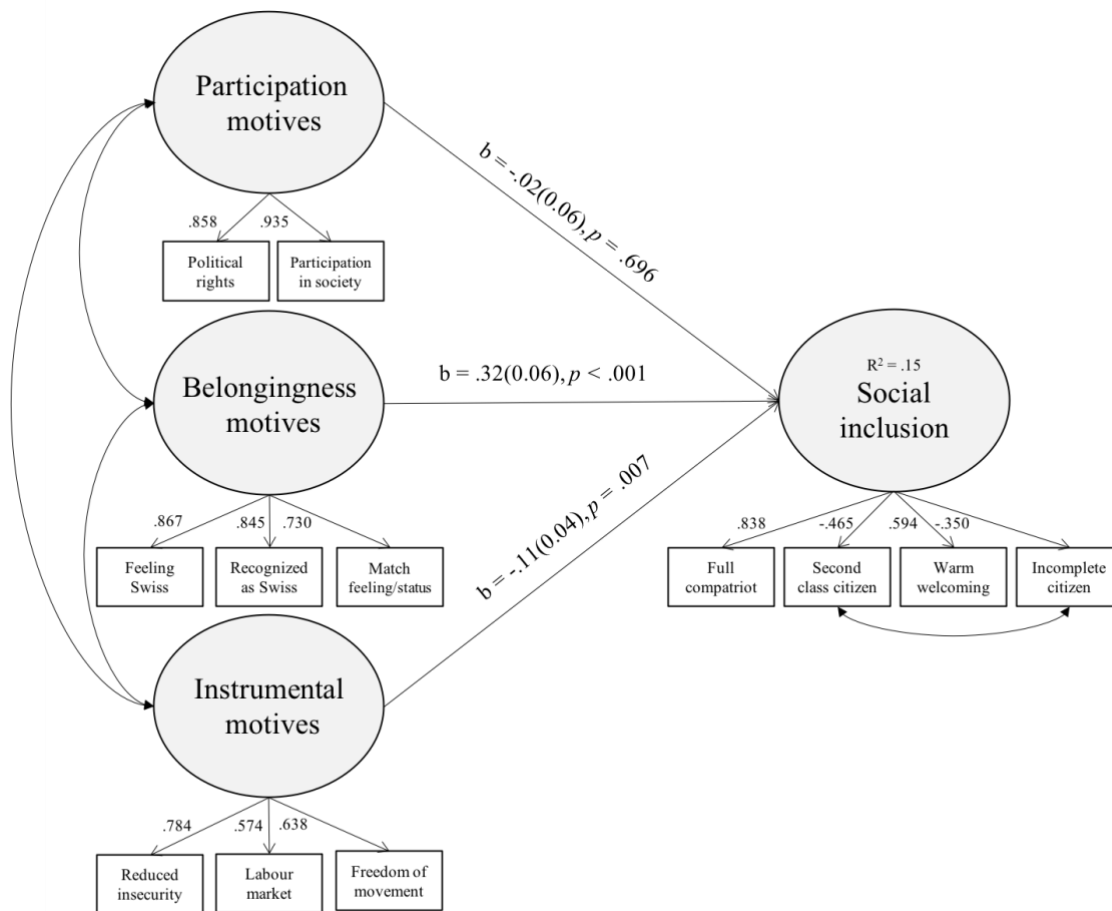 Participation
motives
.858
.935
Political
rights
Participation
in society
b = -.02(0.06), p = .696
Belongingness
motives
b = .32(0.06), p < .001
R² = .15
Social
inclusion
.867
.845
.730
Feeling
Swiss
Recognized
as Swiss
Match
feeling/status
b = -.11(0.04), p = .007
.838
-.465
.594
-.350
Full
compatriot
Second
class citizen
Warm
welcoming
Incomplete
citizen
Instrumental
motives
.784
.574
.638
Reduced
insecurity
Labour
market
Freedom of
movement